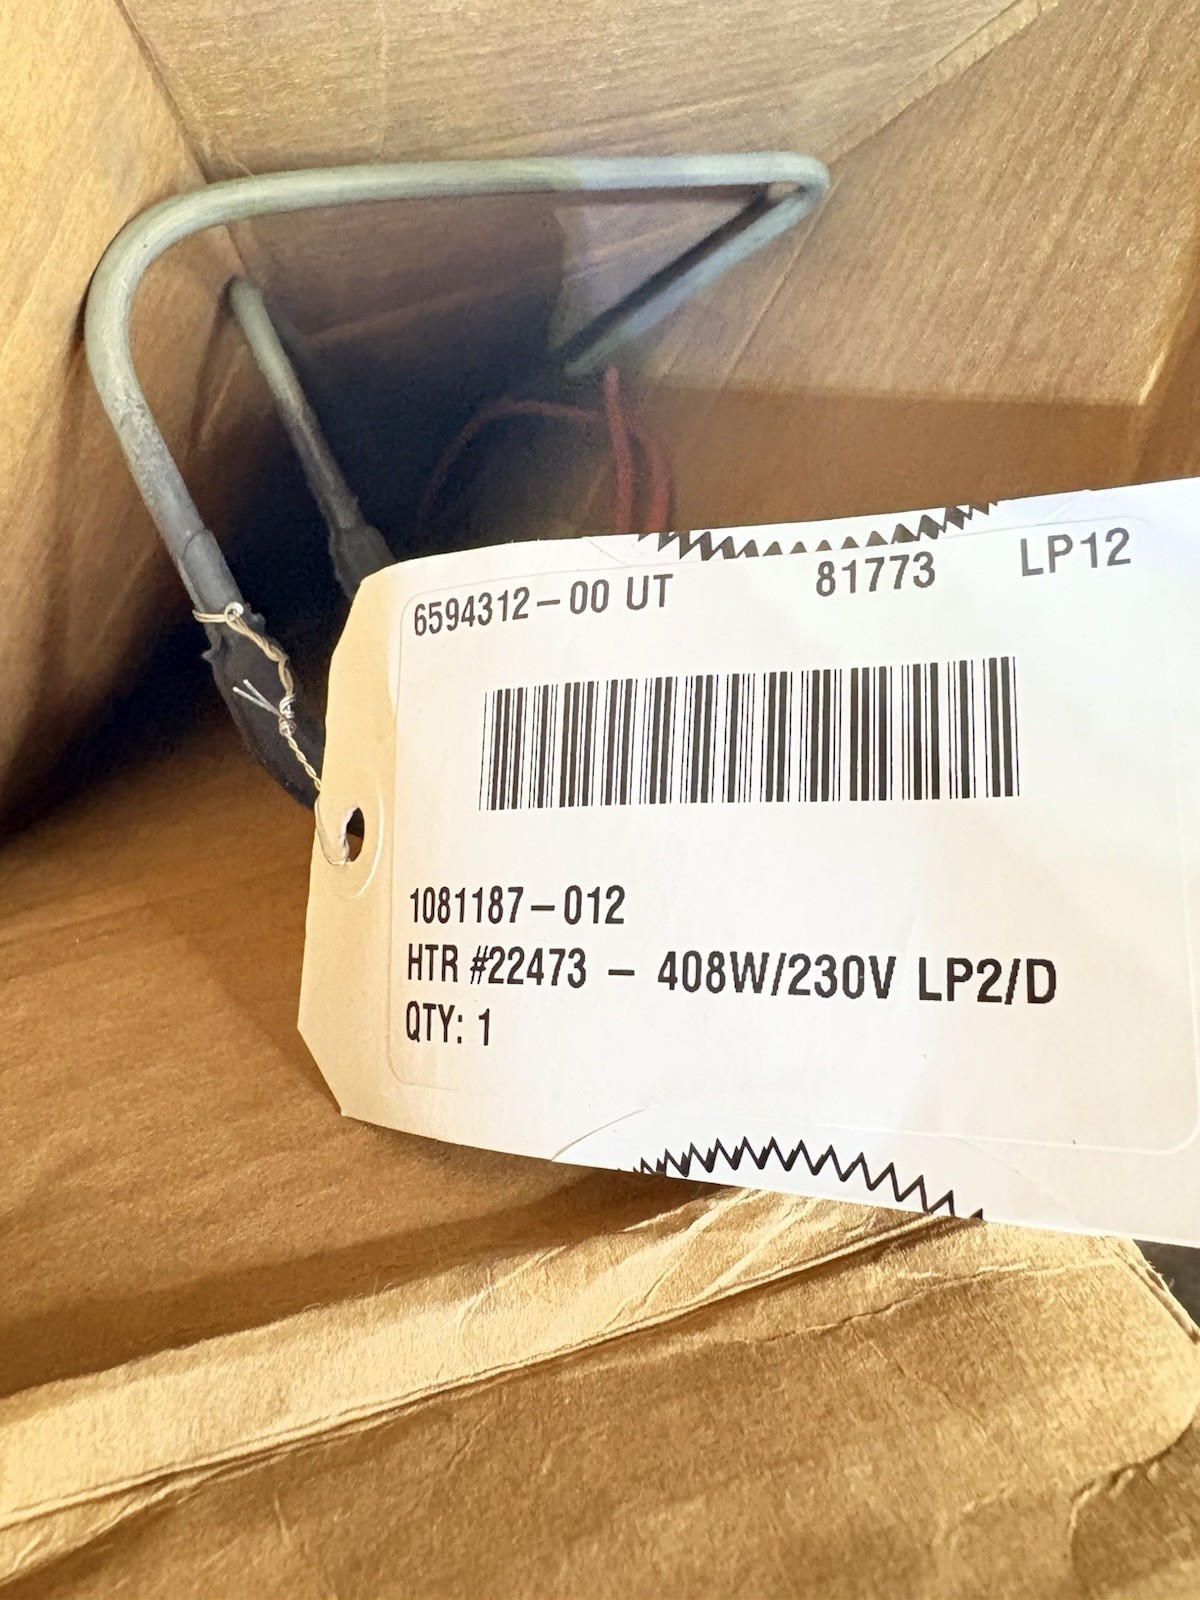 6594312-00 UT 81773 LP12
1081187-012
HTR #22473 - 408W/230V LP2/D
QTY: 1